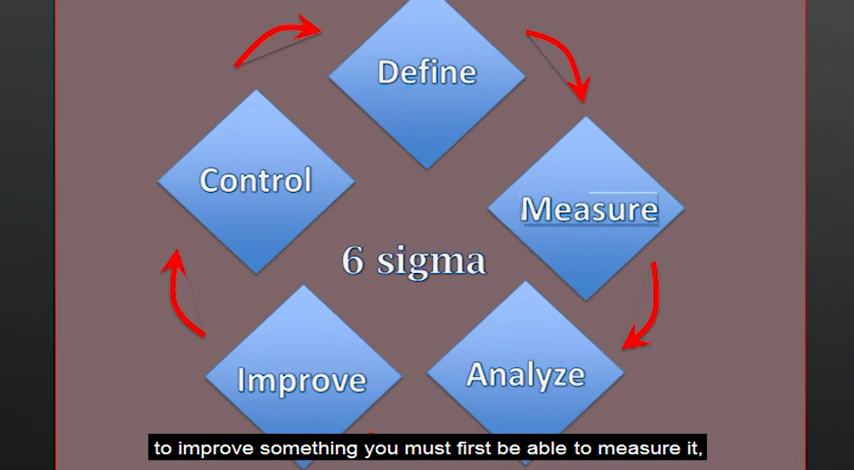 Define
Control
Measure
6 sigma
Improve
Analyze
to improve something you must first be able to measure it,